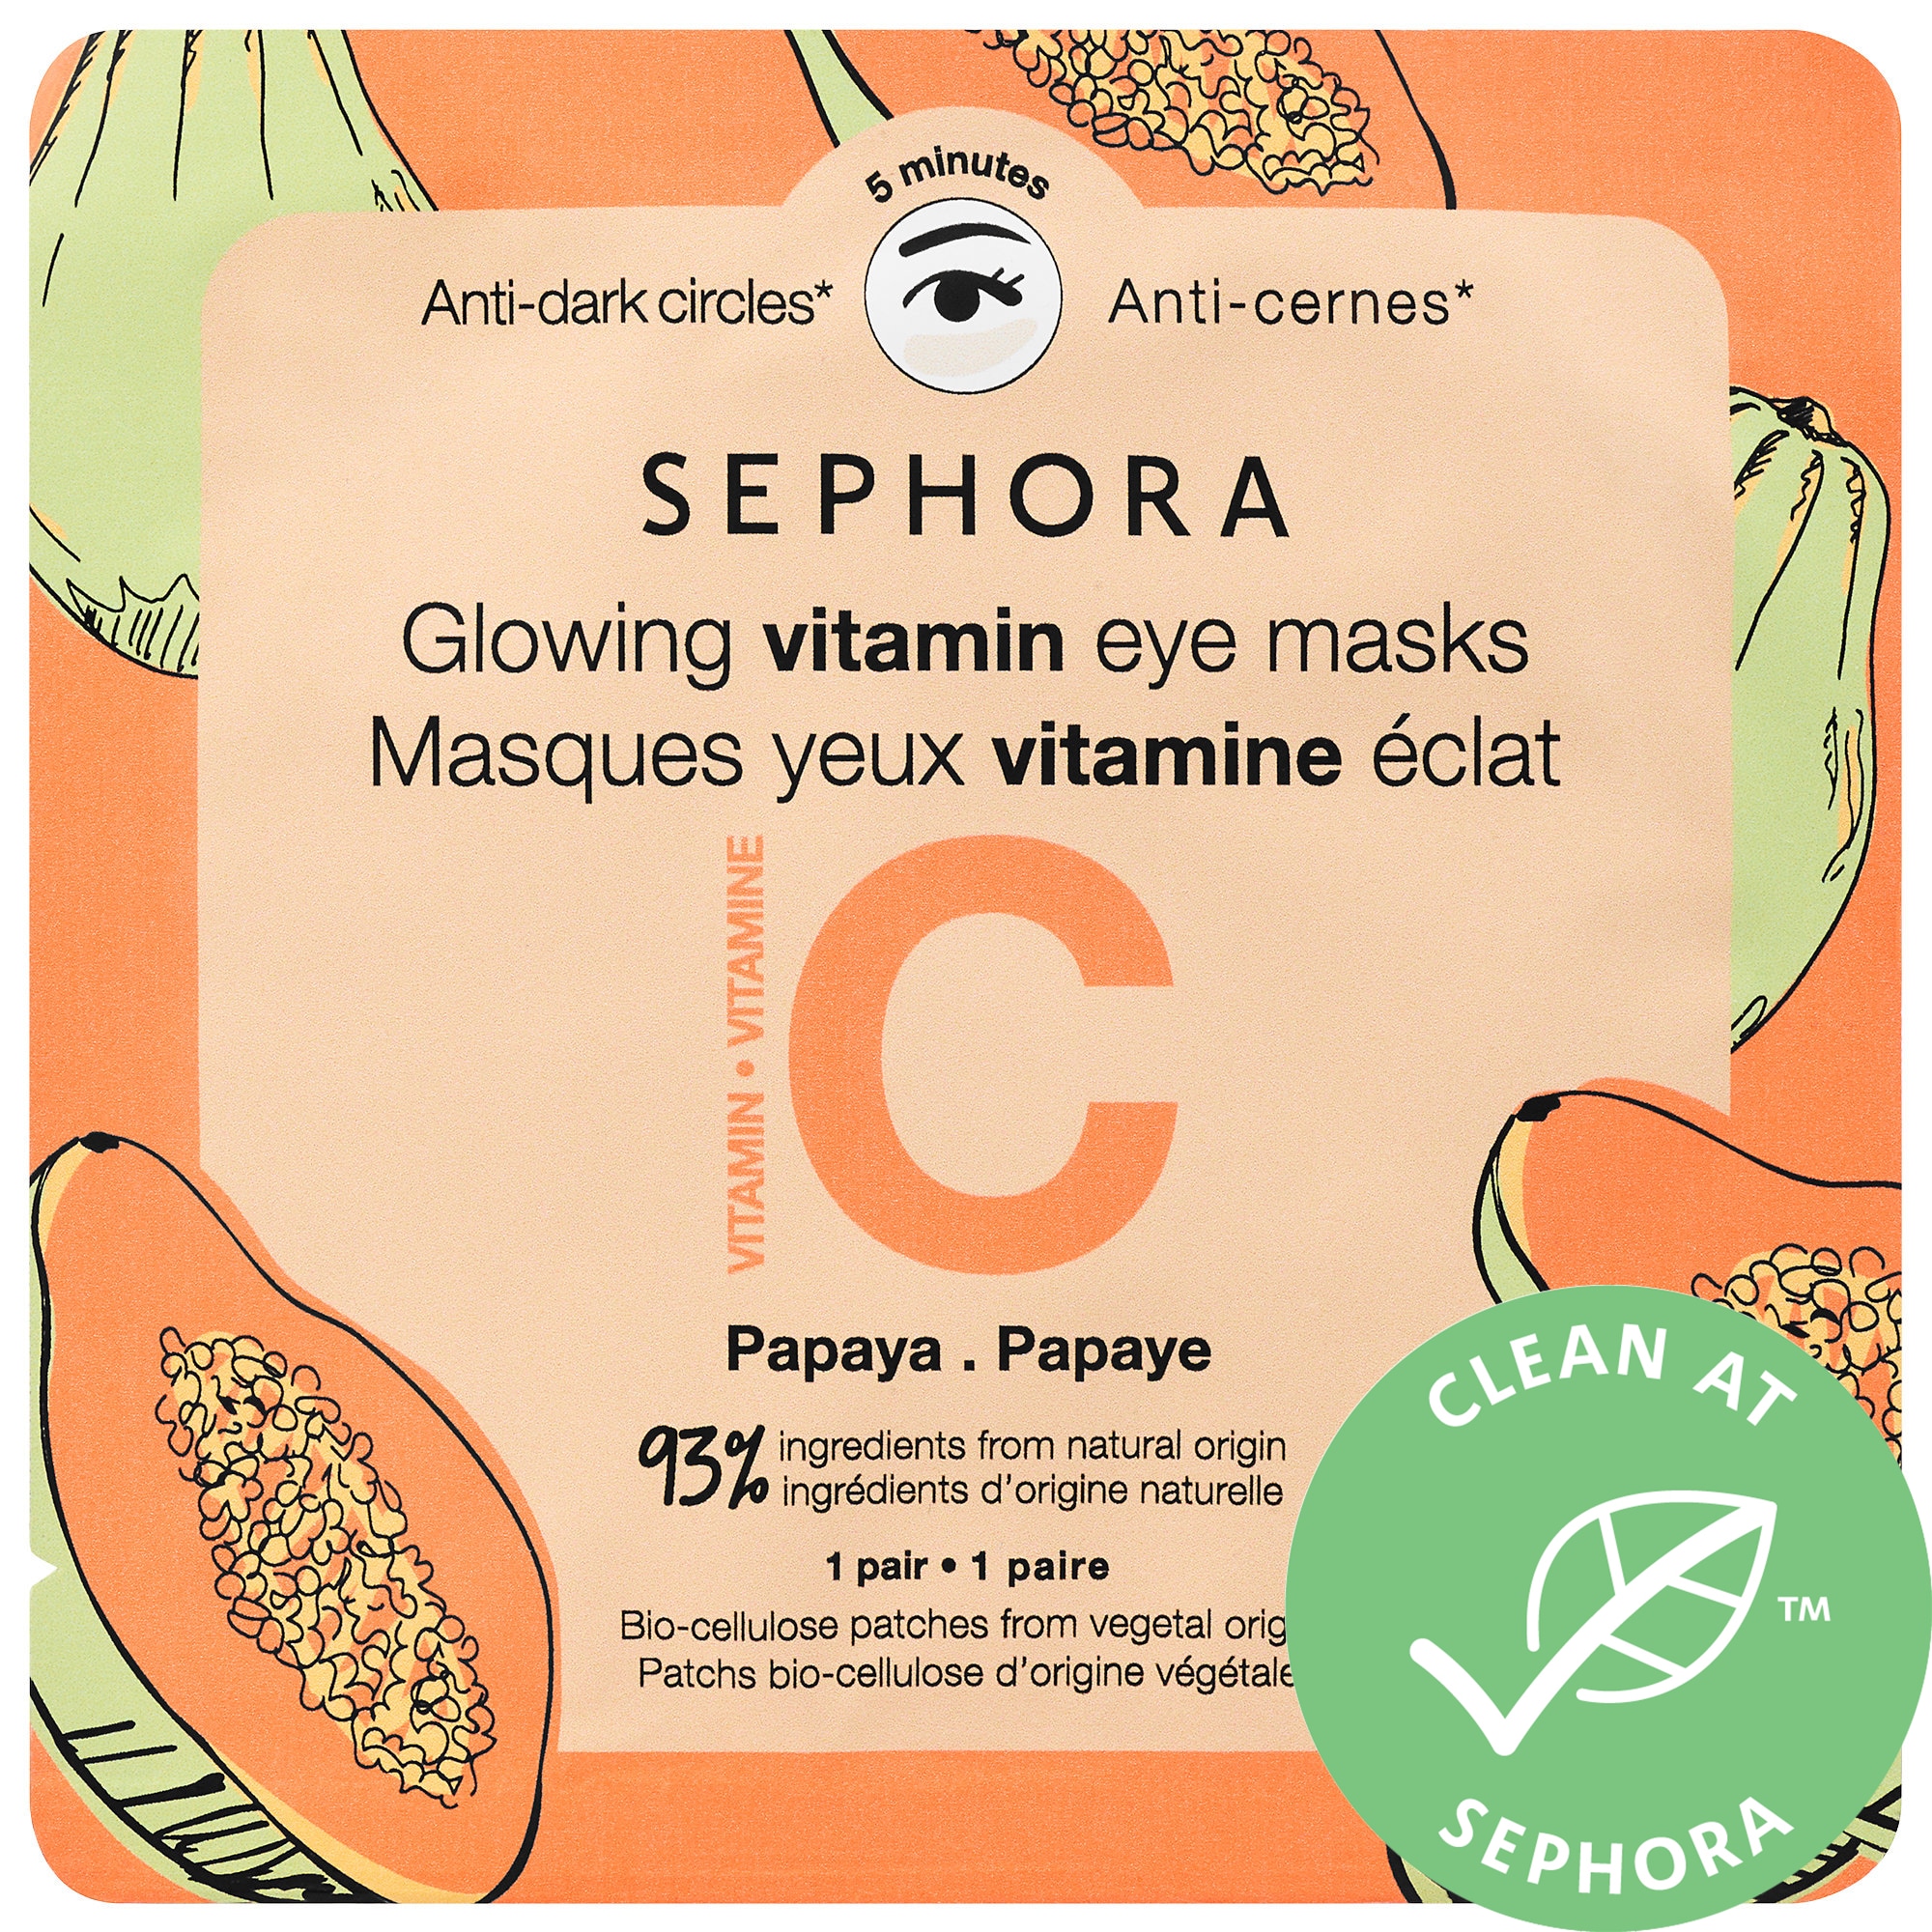 5 minutes
Anti-dark circles*
Anti-cernes*
SEPHORA
Glowing vitamin eye masks
Masques yeux vitamine éclat
VITAMIN • VITAMINE
C
Papaya . Papaye
93%
ingredients from natural origin
ingrédients d'origine naturelle
1 pair • 1 paire
Bio-cellulose patches from vegetal
Patchs bio-cellulose d'origine végétale
CLEAN AT
TM
SEPHORA